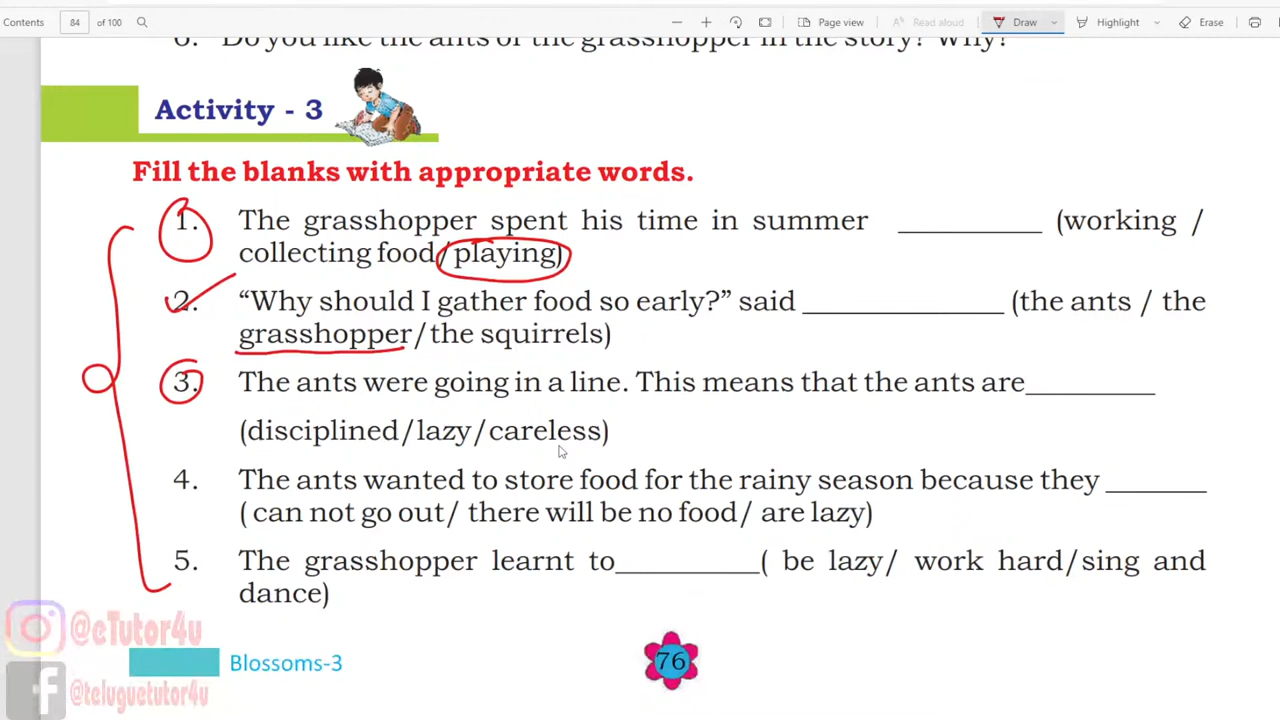 Contents 84 of 100 Page view Read aloud Draw Highlight Erase
6. Do you like the ants or the grasshopper in the story? Why?
Activity - 3
Fill the blanks with appropriate words.
1. The grasshopper spent his time in summer __________ (working /
collecting food/playing)
2. “Why should I gather food so early?” said ______________ (the ants / the
grasshopper/the squirrels)
3. The ants were going in a line. This means that the ants are_________
(disciplined/lazy/careless)
4. The ants wanted to store food for the rainy season because they _______
( can not go out/ there will be no food/ are lazy)
5. The grasshopper learnt to__________( be lazy/ work hard/sing and
dance)
@eTutor4u
Blossoms-3
76
@teluguetutor4u